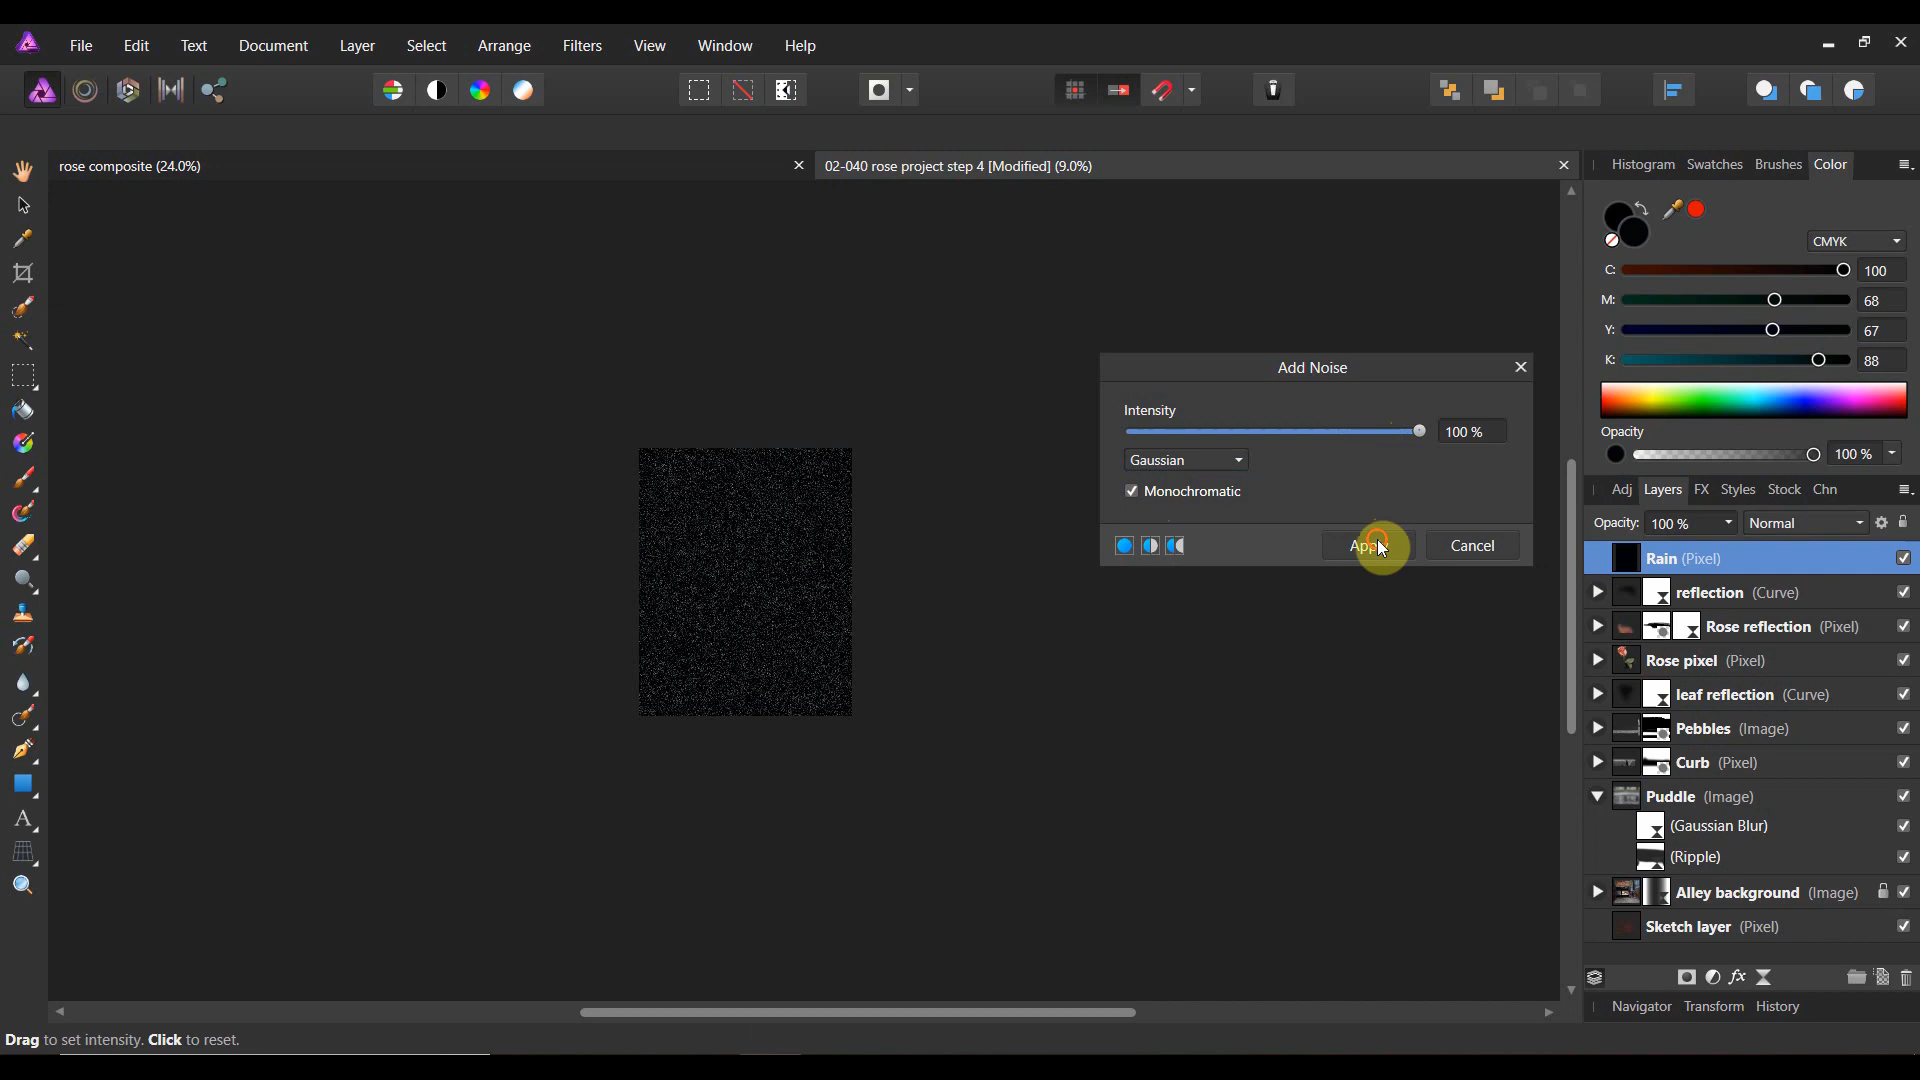 File Edit Text Document Layer Select Arrange Filters View Window Help
rose composite (24.0%)
02-040 rose project step 4 [Modified] (9.0%)
Histogram Swatches Brushes Color
CMYK
C: 100
M: 68
Y: 67
K: 88
Opacity
100 %
Add Noise
Intensity
100 %
Gaussian
Monochromatic
Apply Cancel
Adj Layers FX Styles Stock Chn
Opacity: 100 % Normal
Rain (Pixel)
reflection (Curve)
Rose reflection (Pixel)
Rose pixel (Pixel)
leaf reflection (Curve)
Pebbles (Image)
Curb (Pixel)
Puddle (Image)
(Gaussian Blur)
(Ripple)
Alley background (Image)
Sketch layer (Pixel)
Navigator Transform History
Drag to set intensity. Click to reset.